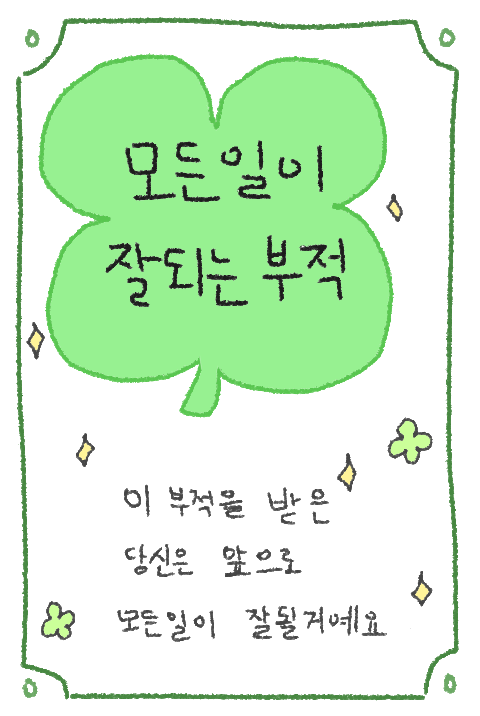 모든일이
잘되는 부적
이 부적을 받은
당신은 앞으로
모든일이 잘될거예요